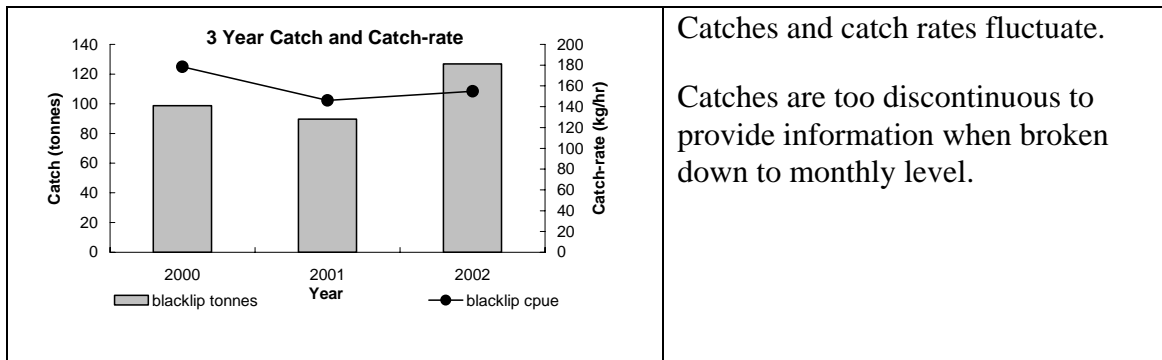 3 Year Catch and Catch-rate
140
120
100
80
60
40
20
0
Catch (tonnes)
200
180
160
140
120
100
80
60
40
20
0
Catch-rate (kg/hr)
2000 2001 2002
Year
blacklip tonnes blacklip cpue
Catches and catch rates fluctuate.
Catches are too discontinuous to
provide information when broken
down to monthly level.